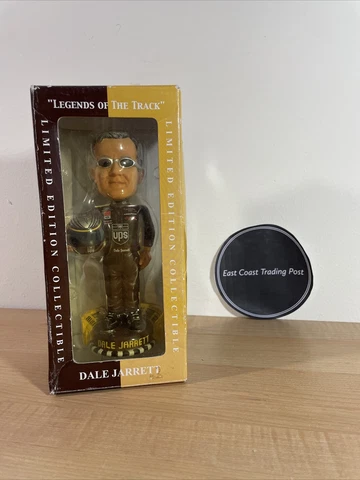 "LEGENDS OF THE TRACK"
LIMITED EDITION COLLECTIBLE
LIMITED EDITION COLLECTIBLE
ups
DALE JARRETT
DALE JARRETT
East Coast Trading Post